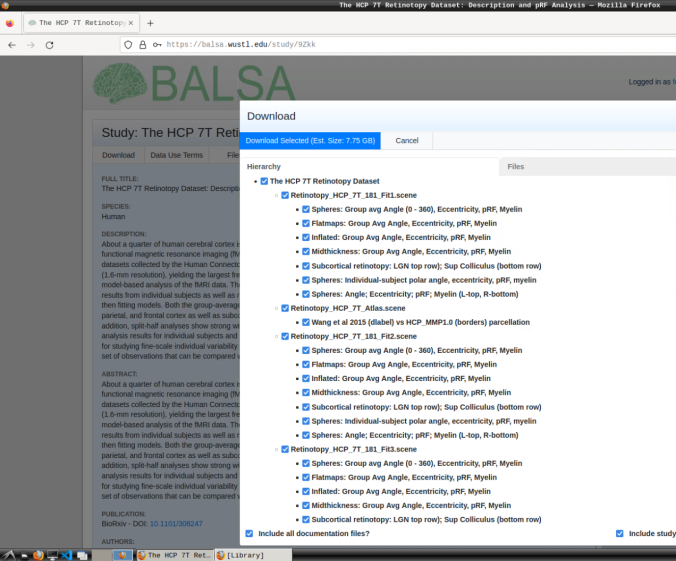 The HCP 7T Retinotopy Dataset: Description and pRF Analysis — Mozilla Firefox
The HCP 7T Retinotopy
https://balsa.wustl.edu/study/9Zkk
BALSA
Logged in as
Study: The HCP 7T Reti
Download Data Use Terms File
FULL TITLE:
The HCP 7T Retinotopy Dataset: Descripti
SPECIES:
Human
DESCRIPTION:
About a quarter of human cerebral cortex i
functional magnetic resonance imaging (fM
datasets collected by the Human Connecto
(1.6-mm resolution), yielding the largest fre
model-based analysis of the fMRI data. The
results from individual subjects as well as r
then fitting models. Both the group-average
parietal, and frontal cortex as well as subco
addition, split-half analyses show strong wi
analysis results for individual subjects and
for studying fine-scale individual variability
set of observations that can be compared w
ABSTRACT:
About a quarter of human cerebral cortex i
functional magnetic resonance imaging (fM
datasets collected by the Human Connecto
(1.6-mm resolution), yielding the largest fre
model-based analysis of the fMRI data. The
results from individual subjects as well as r
then fitting models. Both the group-average
parietal, and frontal cortex as well as subco
addition, split-half analyses show strong wi
analysis results for individual subjects and
for studying fine-scale individual variability
set of observations that can be compared w
PUBLICATION:
BioRxiv - DOI: 10.1101/308247
AUTHORS:
Download
Download Selected (Est. Size: 7.75 GB) Cancel
Hierarchy Files
The HCP 7T Retinotopy Dataset
Retinotopy_HCP_7T_181_Fit1.scene
Spheres: Group avg Angle (0 - 360), Eccentricity, pRF, Myelin
Flatmaps: Group Avg Angle, Eccentricity, pRF, Myelin
Inflated: Group Avg Angle, Eccentricity, pRF, Myelin
Midthickness: Group Avg Angle, Eccentricity, pRF, Myelin
Subcortical retinotopy: LGN top row); Sup Colliculus (bottom row)
Spheres: Individual-subject polar angle, eccentricity, pRF, myelin
Spheres: Angle; Eccentricity; pRF; Myelin (L-top, R-bottom)
Retinotopy_HCP_7T_Atlas.scene
Wang et al 2015 (dlabel) vs HCP_MMP1.0 (borders) parcellation
Retinotopy_HCP_7T_181_Fit2.scene
Spheres: Group avg Angle (0 - 360), Eccentricity, pRF, Myelin
Flatmaps: Group Avg Angle, Eccentricity, pRF, Myelin
Inflated: Group Avg Angle, Eccentricity, pRF, Myelin
Midthickness: Group Avg Angle, Eccentricity, pRF, Myelin
Subcortical retinotopy: LGN top row); Sup Colliculus (bottom row)
Spheres: Individual-subject polar angle, eccentricity, pRF, myelin
Spheres: Angle; Eccentricity; pRF; Myelin (L-top, R-bottom)
Retinotopy_HCP_7T_181_Fit3.scene
Spheres: Group avg Angle (0 - 360), Eccentricity, pRF, Myelin
Flatmaps: Group Avg Angle, Eccentricity, pRF, Myelin
Inflated: Group Avg Angle, Eccentricity, pRF, Myelin
Midthickness: Group Avg Angle, Eccentricity, pRF, Myelin
Subcortical retinotopy: LGN top row); Sup Colliculus (bottom row)
Include all documentation files? Include study
The HCP 7T Ret... [Library]